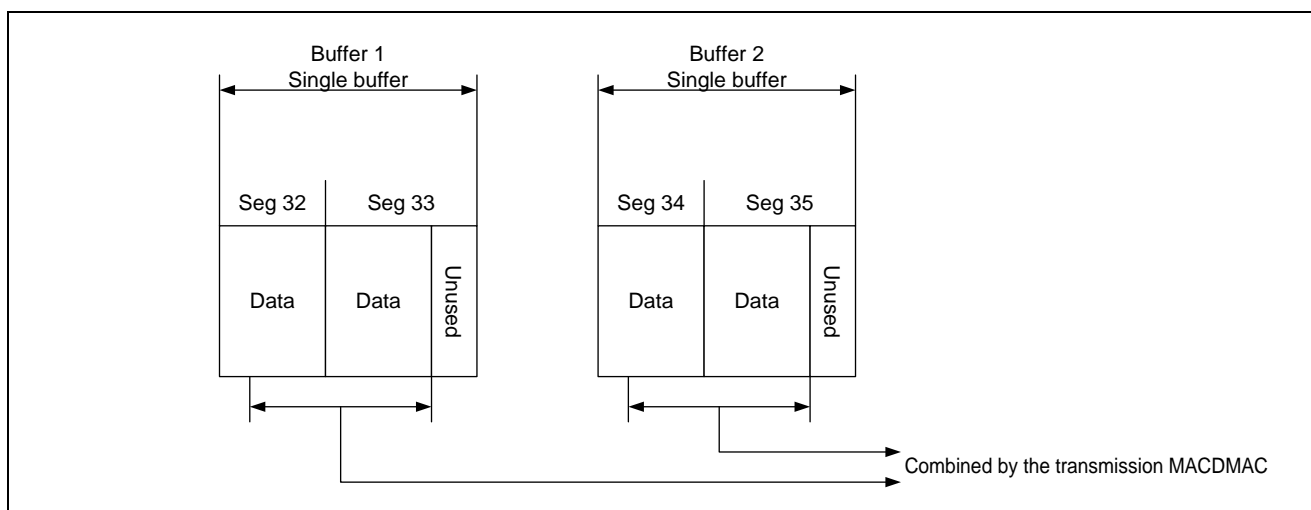 Buffer 1
Single buffer
Buffer 2
Single buffer
Seg 32
Seg 33
Seg 34
Seg 35
Data
Data
Unused
Data
Data
Unused
Combined by the transmission MACDMAC